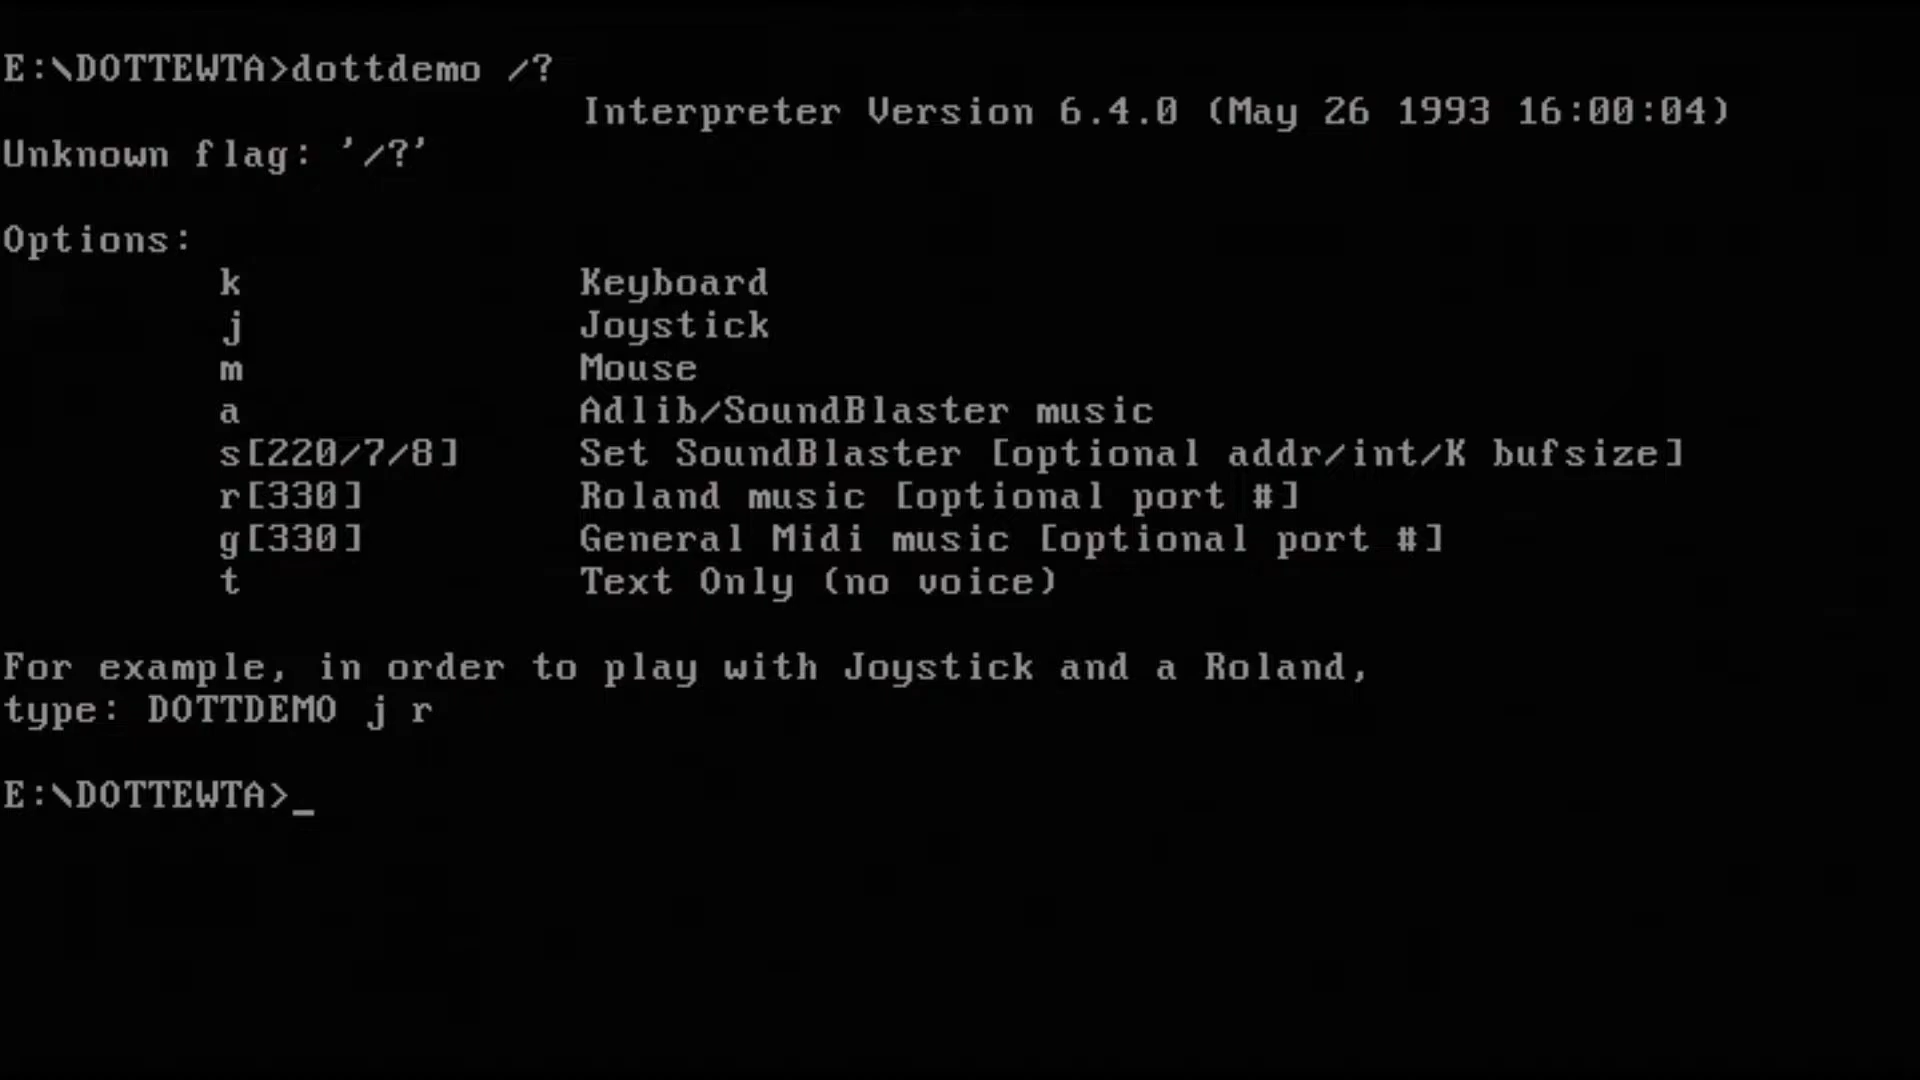 E:\DOTTEWTA>dottdemo /?
Interpreter Version 6.4.0 (May 26 1993 16:00:04)
Unknown flag: '/?'
Options:
k Keyboard
j Joystick
m Mouse
a Adlib/SoundBlaster music
s[220/7/8] Set SoundBlaster [optional addr/int/K bufsize]
r[330] Roland music [optional port #]
g[330] General Midi music [optional port #]
t Text Only (no voice)
For example, in order to play with Joystick and a Roland,
type: DOTTDEMO j r
E:\DOTTEWTA>_